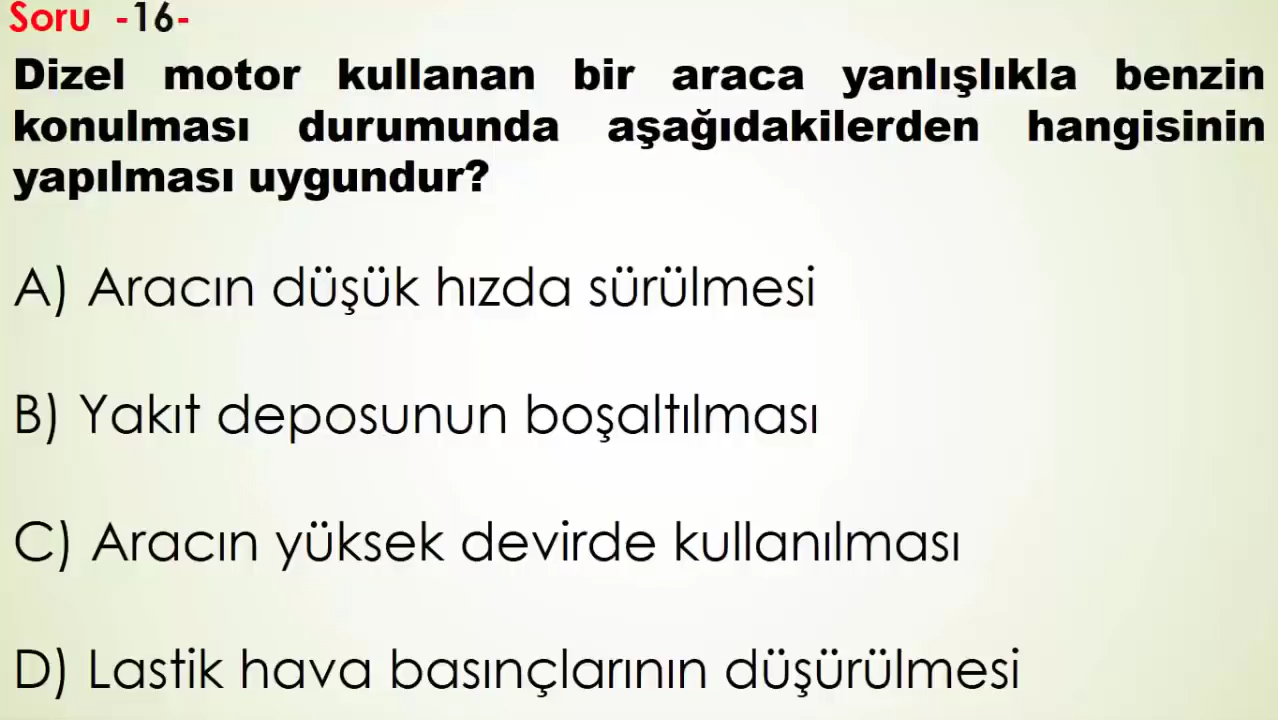 Soru -16-
Dizel motor kullanan bir araca yanlışlıkla benzin
konulması durumunda aşağıdakilerden hangisinin
yapılması uygundur?
A) Aracın düşük hızda sürülmesi
B) Yakıt deposunun boşaltılması
C) Aracın yüksek devirde kullanılması
D) Lastik hava basınçlarının düşürülmesi